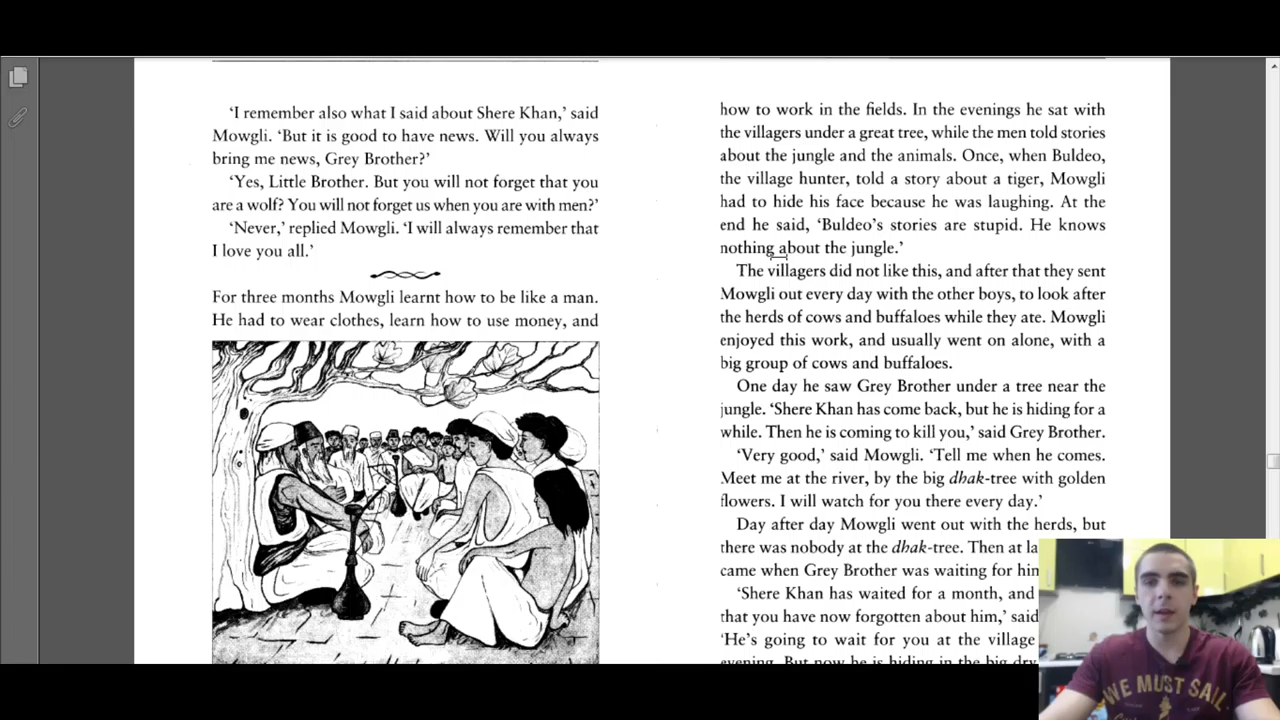 ‘I remember also what I said about Shere Khan,’ said
Mowgli. ‘But it is good to have news. Will you always
bring me news, Grey Brother?’
‘Yes, Little Brother. But you will not forget that you
are a wolf? You will not forget us when you are with men?’
‘Never,’ replied Mowgli. ‘I will always remember that
I love you all.’
For three months Mowgli learnt how to be like a man.
He had to wear clothes, learn how to use money, and
how to work in the fields. In the evenings he sat with
the villagers under a great tree, while the men told stories
about the jungle and the animals. Once, when Buldeo,
the village hunter, told a story about a tiger, Mowgli
had to hide his face because he was laughing. At the
end he said, ‘Buldeo’s stories are stupid. He knows
nothing about the jungle.’
The villagers did not like this, and after that they sent
Mowgli out every day with the other boys, to look after
the herds of cows and buffaloes while they ate. Mowgli
enjoyed this work, and usually went on alone, with a
big group of cows and buffaloes.
One day he saw Grey Brother under a tree near the
jungle. ‘Shere Khan has come back, but he is hiding for a
while. Then he is coming to kill you,’ said Grey Brother.
‘Very good,’ said Mowgli. ‘Tell me when he comes.
Meet me at the river, by the big dhak-tree with golden
flowers. I will watch for you there every day.’
Day after day Mowgli went out with the herds, but
there was nobody at the dhak-tree. Then at
came when Grey Brother was waiting for
‘Shere Khan has waited for a month, and
that you have now forgotten about him,’ said
‘He’s going to wait for you at the village
evening. But now he is hiding in the big dry
WE MUST SAIL